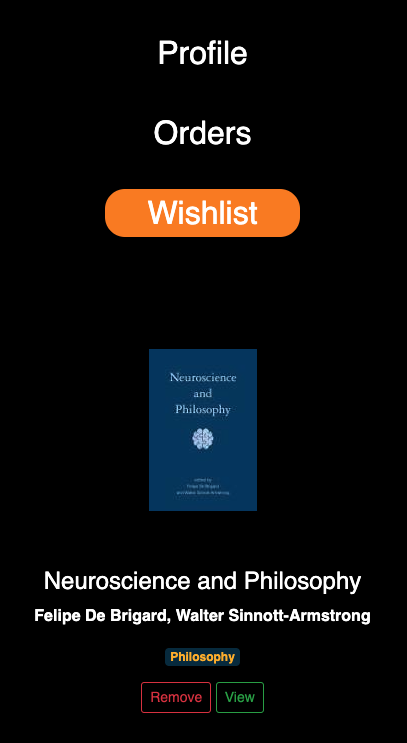 Profile
Orders
Wishlist
Neuroscience
and
Philosophy
edited by
Felipe De Brigard
and Walter Sinnott-Armstrong
Neuroscience and Philosophy
Felipe De Brigard, Walter Sinnott-Armstrong
Philosophy
Remove View